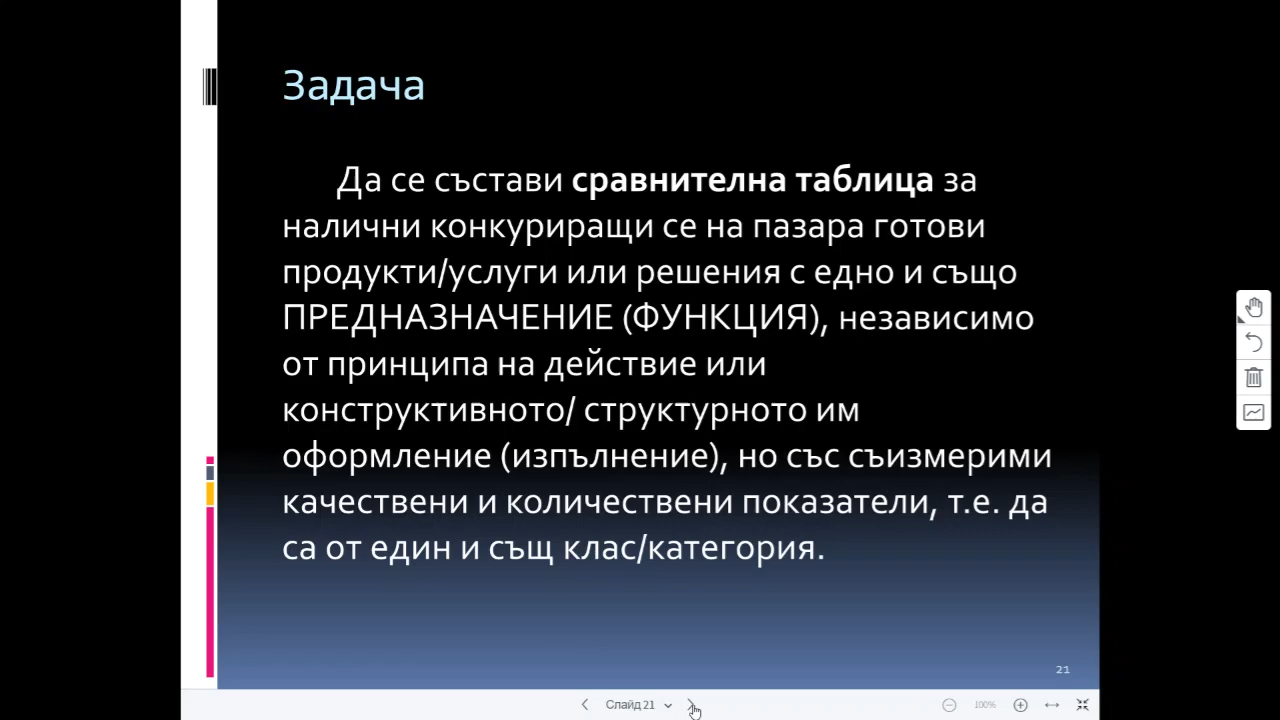 Задача
Да се състави сравнителна таблица за
налични конкуриращи се на пазара готови
продукти/услуги или решения с едно и също
ПРЕДНАЗНАЧЕНИЕ (ФУНКЦИЯ), независимо
от принципа на действие или
конструктивното/ структурното им
оформление (изпълнение), но със съизмерими
качествени и количествени показатели, т.е. да
са от един и същ клас/категория.
21
Слайд 21
100%